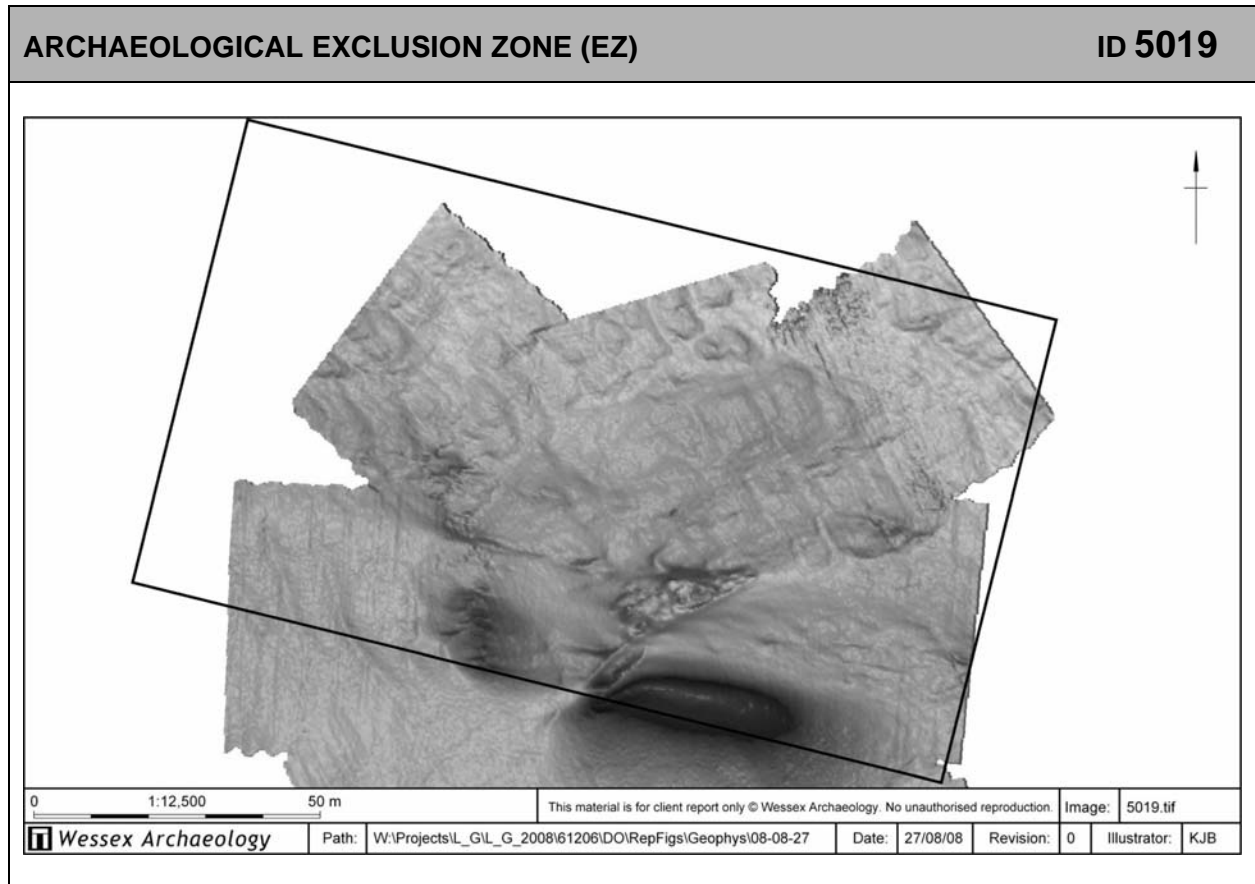 ARCHAEOLOGICAL EXCLUSION ZONE (EZ) ID 5019
0 1:12,500 50 m
This material is for client report only © Wessex Archaeology. No unauthorised reproduction. Image: 5019.tif
Wessex Archaeology Path: W:\Projects\L_G\L_G_2008\61206\DO\RepFigs\Geophys\08-08-27 Date: 27/08/08 Revision: 0 Illustrator: KJB